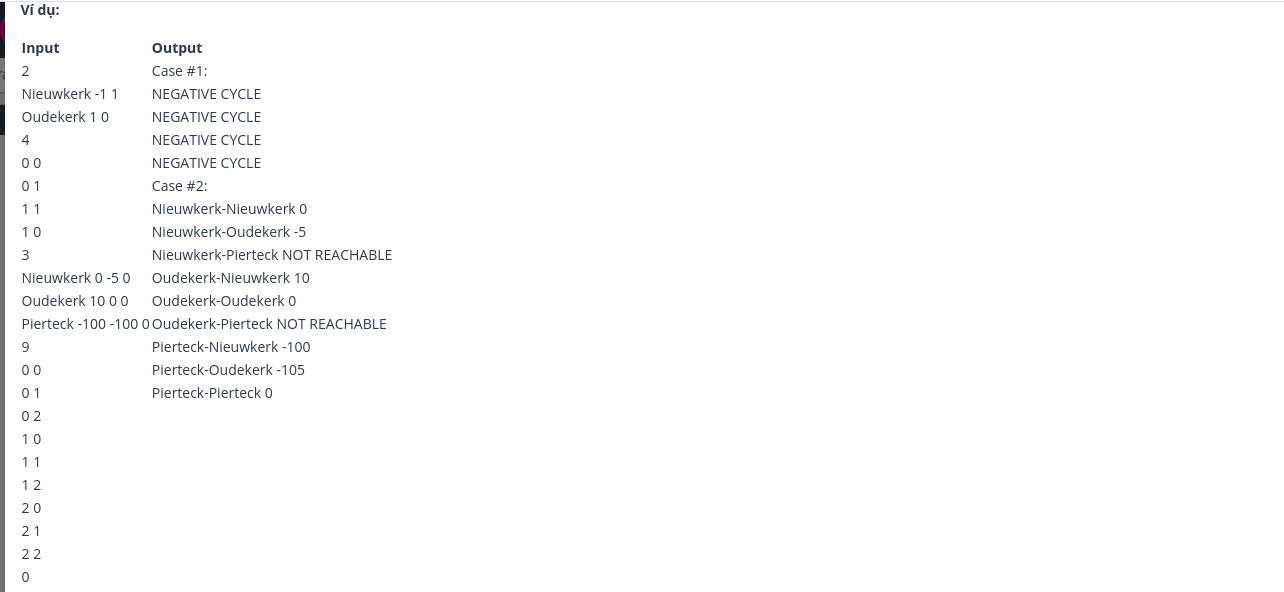 Ví dụ:
Input Output
2 Case #1:
Nieuwkerk -1 1 NEGATIVE CYCLE
Oudekerk 1 0 NEGATIVE CYCLE
4 NEGATIVE CYCLE
0 0 NEGATIVE CYCLE
0 1 Case #2:
1 1 Nieuwkerk-Nieuwkerk 0
1 0 Nieuwkerk-Oudekerk -5
3 Nieuwkerk-Pierteck NOT REACHABLE
Nieuwkerk 0 -5 0 Oudekerk-Nieuwkerk 10
Oudekerk 10 0 0 Oudekerk-Oudekerk 0
Pierteck -100 -100 0 Oudekerk-Pierteck NOT REACHABLE
9 Pierteck-Nieuwkerk -100
0 0 Pierteck-Oudekerk -105
0 1 Pierteck-Pierteck 0
0 2
1 0
1 1
1 2
2 0
2 1
2 2
0